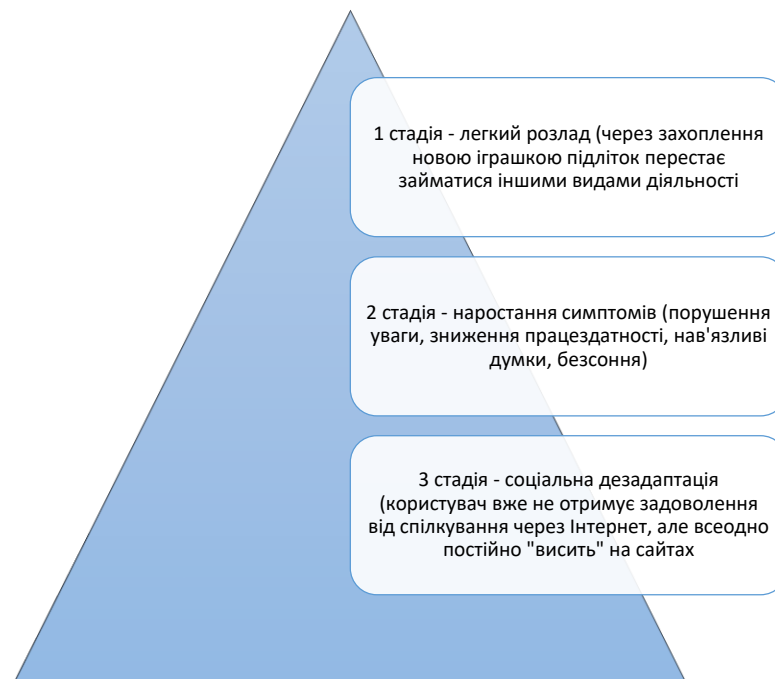 1 стадія - легкий розлад (через захоплення
новою іграшкою підліток перестає
займатися іншими видами діяльності
2 стадія - наростання симптомів (порушення
уваги, зниження працездатності, нав'язливі
думки, безсоння)
3 стадія - соціальна дезадаптація
(користувач вже не отримує задоволення
від спілкування через Інтернет, але всеодно
постійно "висить" на сайтах